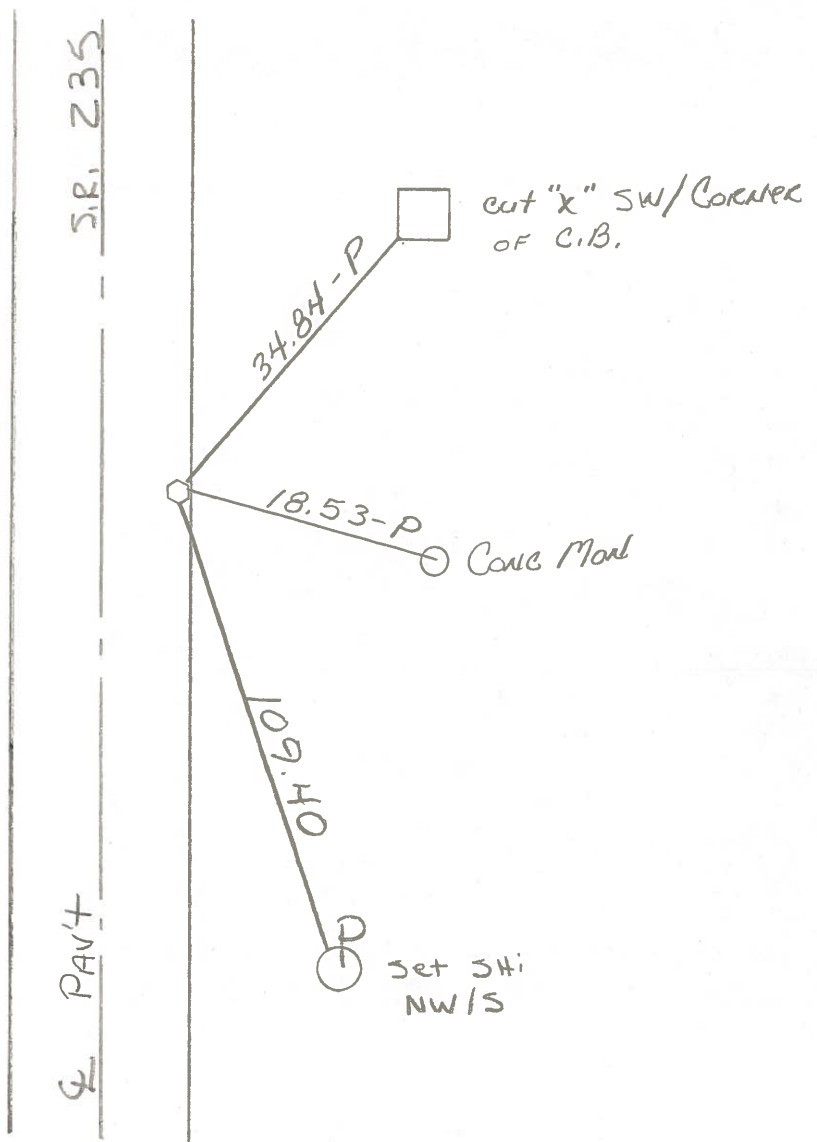 S.R. 235
cut "x" SW/CORNER
OF C.B.
34.84-P
18.53-P
CONC Mon
109.40
P
Set SHi
NW/S
℄ PAV't